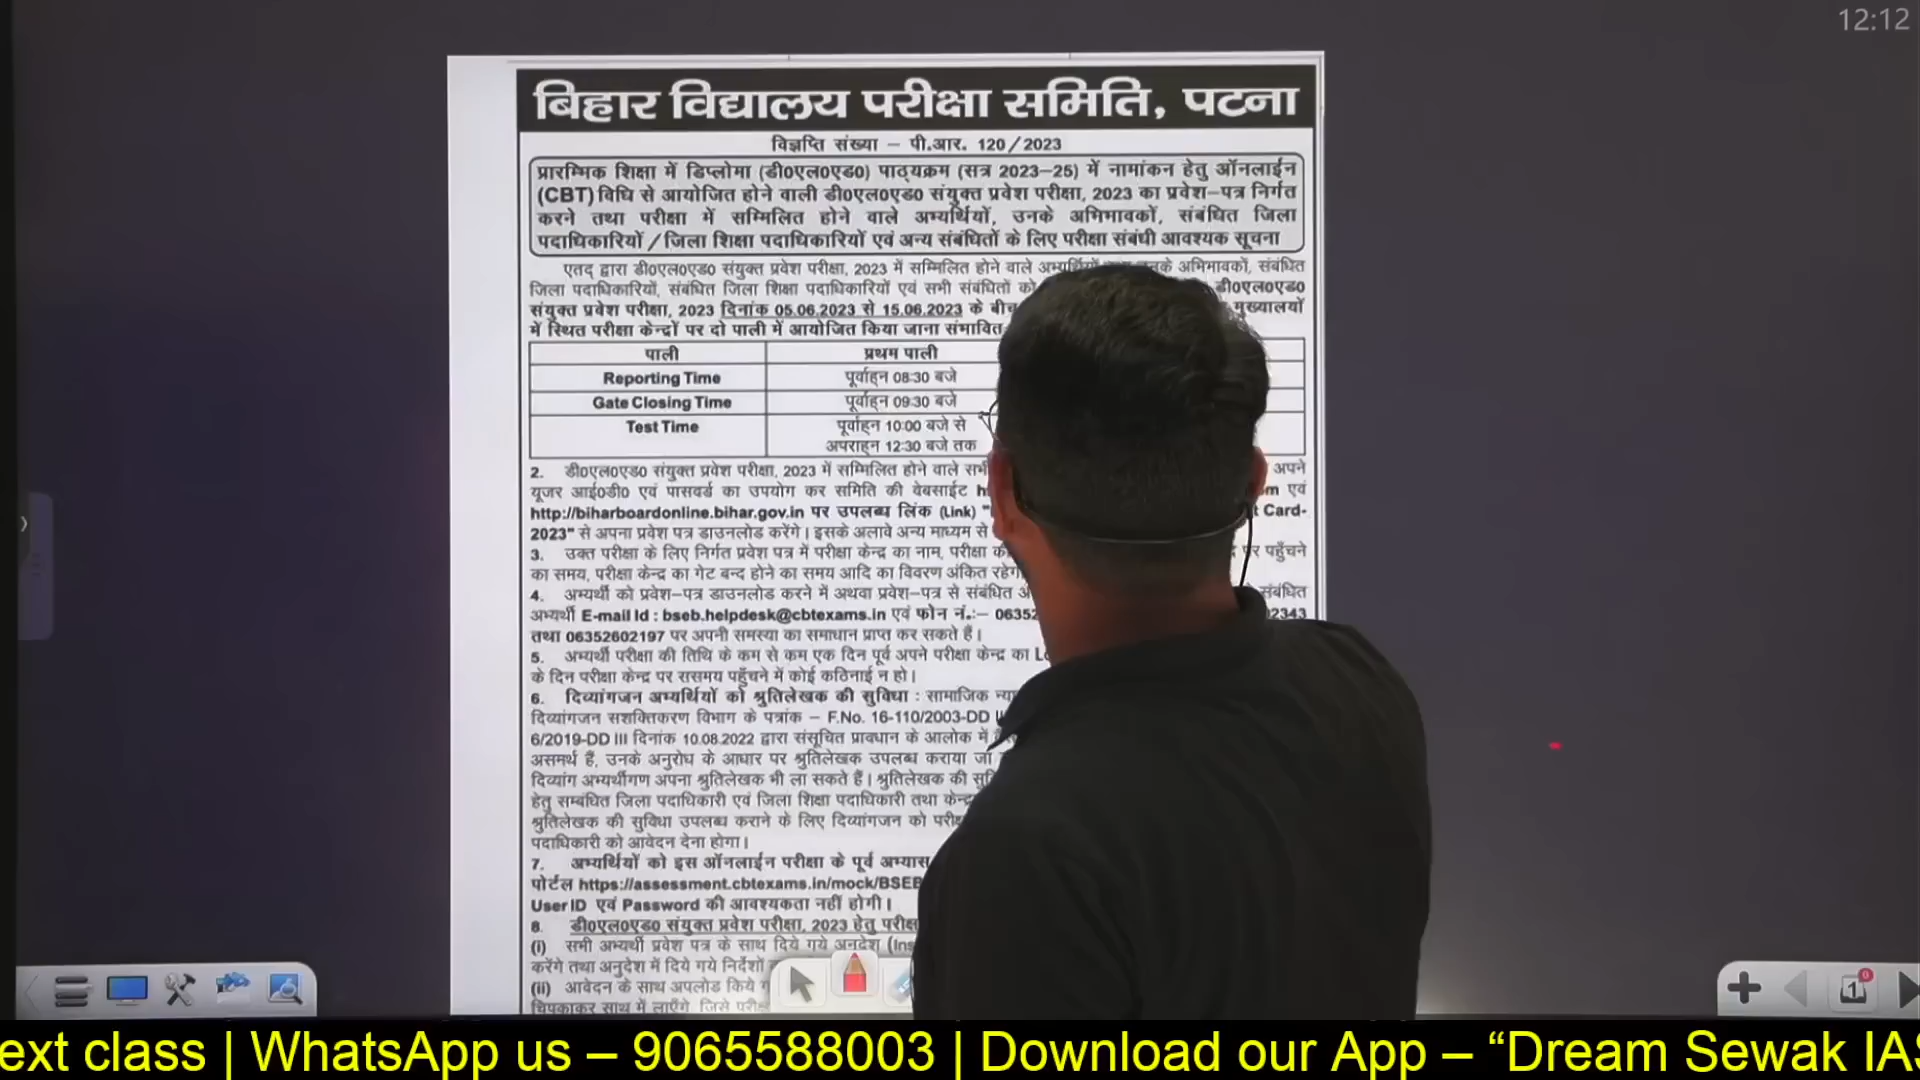 12:12
बिहार विद्यालय परीक्षा समिति, पटना
विज्ञप्ति संख्या – पी.आर. 120/2023
प्रारम्भिक शिक्षा में डिप्लोमा (डी०एल०एड०) पाठ्यक्रम (सत्र 2023–25) में नामांकन हेतु ऑनलाईन
(CBT) विधि से आयोजित होने वाली डी०एल०एड० संयुक्त प्रवेश परीक्षा, 2023 का प्रवेश–पत्र निर्गत
करने तथा परीक्षा में सम्मिलित होने वाले अभ्यर्थियों, उनके अभिभावकों, संबंधित जिला
पदाधिकारियों/जिला शिक्षा पदाधिकारियों एवं अन्य संबंधितों के लिए परीक्षा संबंधी आवश्यक सूचना
एतद् द्वारा डी०एल०एड० संयुक्त प्रवेश परीक्षा, 2023 में सम्मिलित होने वाले अभ्यर्थियों के अभिभावकों, संबंधित
जिला पदाधिकारियों, संबंधित जिला शिक्षा पदाधिकारियों एवं सभी संबंधितों को डी०एल०एड०
संयुक्त प्रवेश परीक्षा, 2023 दिनांक 05.06.2023 से 15.06.2023 के बीच मुख्यालयों
में स्थित परीक्षा केन्द्रों पर दो पाली में आयोजित किया जाना संभावित
पाली प्रथम पाली
Reporting Time पूर्वाह्न 08:30 बजे
Gate Closing Time पूर्वाह्न 09:30 बजे
Test Time पूर्वाह्न 10:00 बजे से
अपराह्न 12:30 बजे तक
2. डी०एल०एड० संयुक्त प्रवेश परीक्षा, 2023 में सम्मिलित होने वाले सभी अपने
यूजर आई०डी० एवं पासवर्ड का उपयोग कर समिति की वेबसाईट एवं
http://biharboardonline.bihar.gov.in पर उपलब्ध लिंक (Link) Card-
2023" से अपना प्रवेश पत्र डाउनलोड करेंगे। इसके अलावे अन्य माध्यम से
3. उक्त परीक्षा के लिए निर्गत प्रवेश पत्र में परीक्षा केन्द्र का नाम, परीक्षा पर पहुँचने
का समय, परीक्षा केन्द्र का गेट बन्द होने का समय आदि का विवरण अंकित
4. अभ्यर्थी को प्रवेश–पत्र डाउनलोड करने में अथवा प्रवेश–पत्र से संबंधित संबंधित
अभ्यर्थी E-mail Id : bseb.helpdesk@cbtexams.in एवं फोन नं.:–
तथा 06352602197 पर अपनी समस्या का समाधान प्राप्त कर सकते हैं।
5. अभ्यर्थी परीक्षा की तिथि के कम से कम एक दिन पूर्व अपने परीक्षा केन्द्र का
के दिन परीक्षा केन्द्र पर ससमय पहुँचने में कोई कठिनाई न हो।
6. दिव्यांगजन अभ्यर्थियों को श्रुतिलेखक की सुविधा : सामाजिक
दिव्यांगजन सशक्तिकरण विभाग के पत्रांक – F.No. 16-110/2003-DD
6/2019-DD III दिनांक 10.08.2022 द्वारा संसूचित प्रावधान के आलोक में
असमर्थ हैं, उनके अनुरोध के आधार पर श्रुतिलेखक उपलब्ध कराया
दिव्यांग अभ्यर्थीगण अपना श्रुतिलेखक भी ला सकते हैं। श्रुतिलेखक की
हेतु सम्बंधित जिला पदाधिकारी एवं जिला शिक्षा पदाधिकारी तथा
श्रुतिलेखक की सुविधा उपलब्ध कराने के लिए दिव्यांगजन को
पदाधिकारी को आवेदन देना होगा।
7. अभ्यर्थियों को इस ऑनलाईन परीक्षा के पूर्व अभ्यास
पोर्टल https://assessment.cbtexams.in/mock/BSEB
User ID एवं Password की आवश्यकता नहीं होगी।
8. डी०एल०एड० संयुक्त प्रवेश परीक्षा, 2023 हेतु
(i) सभी अभ्यर्थी प्रवेश पत्र के साथ दिये गये अनुदेश
करेंगे तथा अनुदेश में दिये गये निर्देशों
(ii) आवेदन के साथ अपलोड किये
चिपकाकर साथ में लाएँगे, जिसे
ext class | WhatsApp us – 9065588003 | Download our App – “Dream Sewak IAS